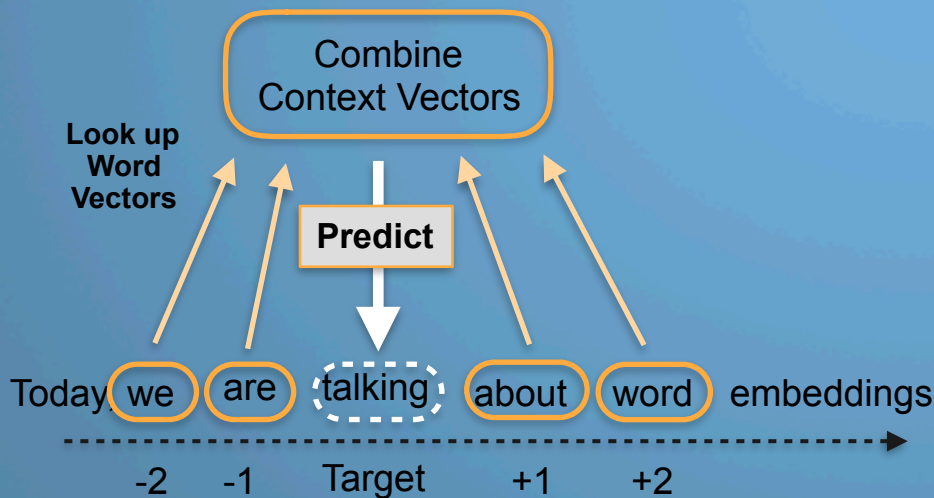 Combine
Context Vectors
Look up
Word
Vectors
Predict
Today, we are talking about word embeddings
-2 -1 Target +1 +2